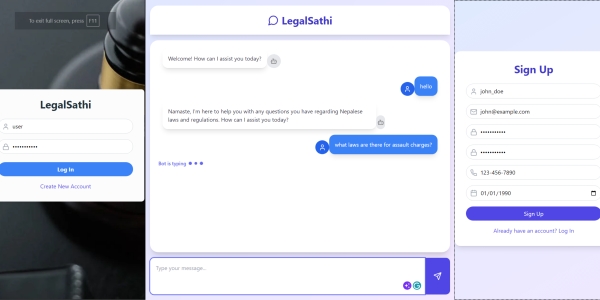 To exit full screen, press F11
LegalSathi
user
•••••••••••
Log In
Create New Account
LegalSathi
Welcome! How can I assist you today?
hello
Namaste, I'm here to help you with any questions you have regarding Nepalese
laws and regulations. How can I assist you today?
what laws are there for assault charges?
Bot is typing
Type your message...
Sign Up
john_doe
john@example.com
•••••••••••
•••••••••••
123-456-7890
01/01/1990
Sign Up
Already have an account? Log In